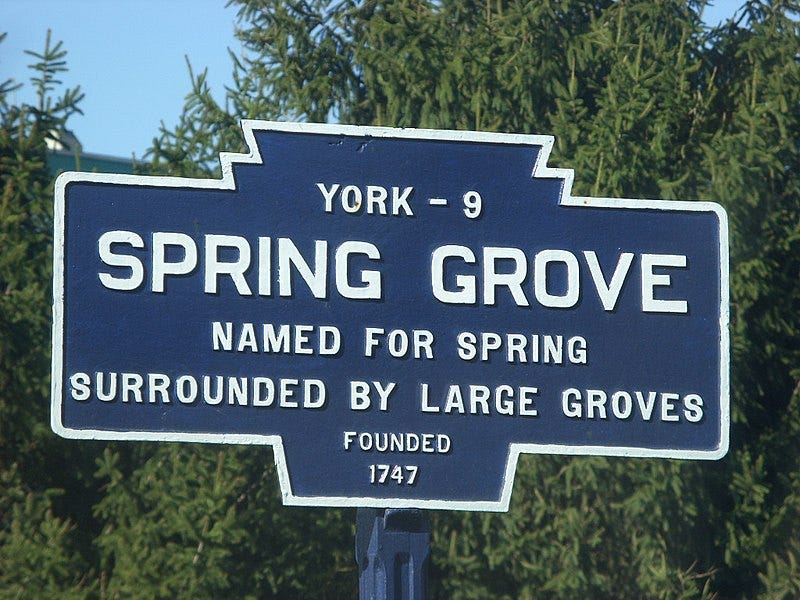 YORK - 9
SPRING GROVE
NAMED FOR SPRING
SURROUNDED BY LARGE GROVES
FOUNDED
1747